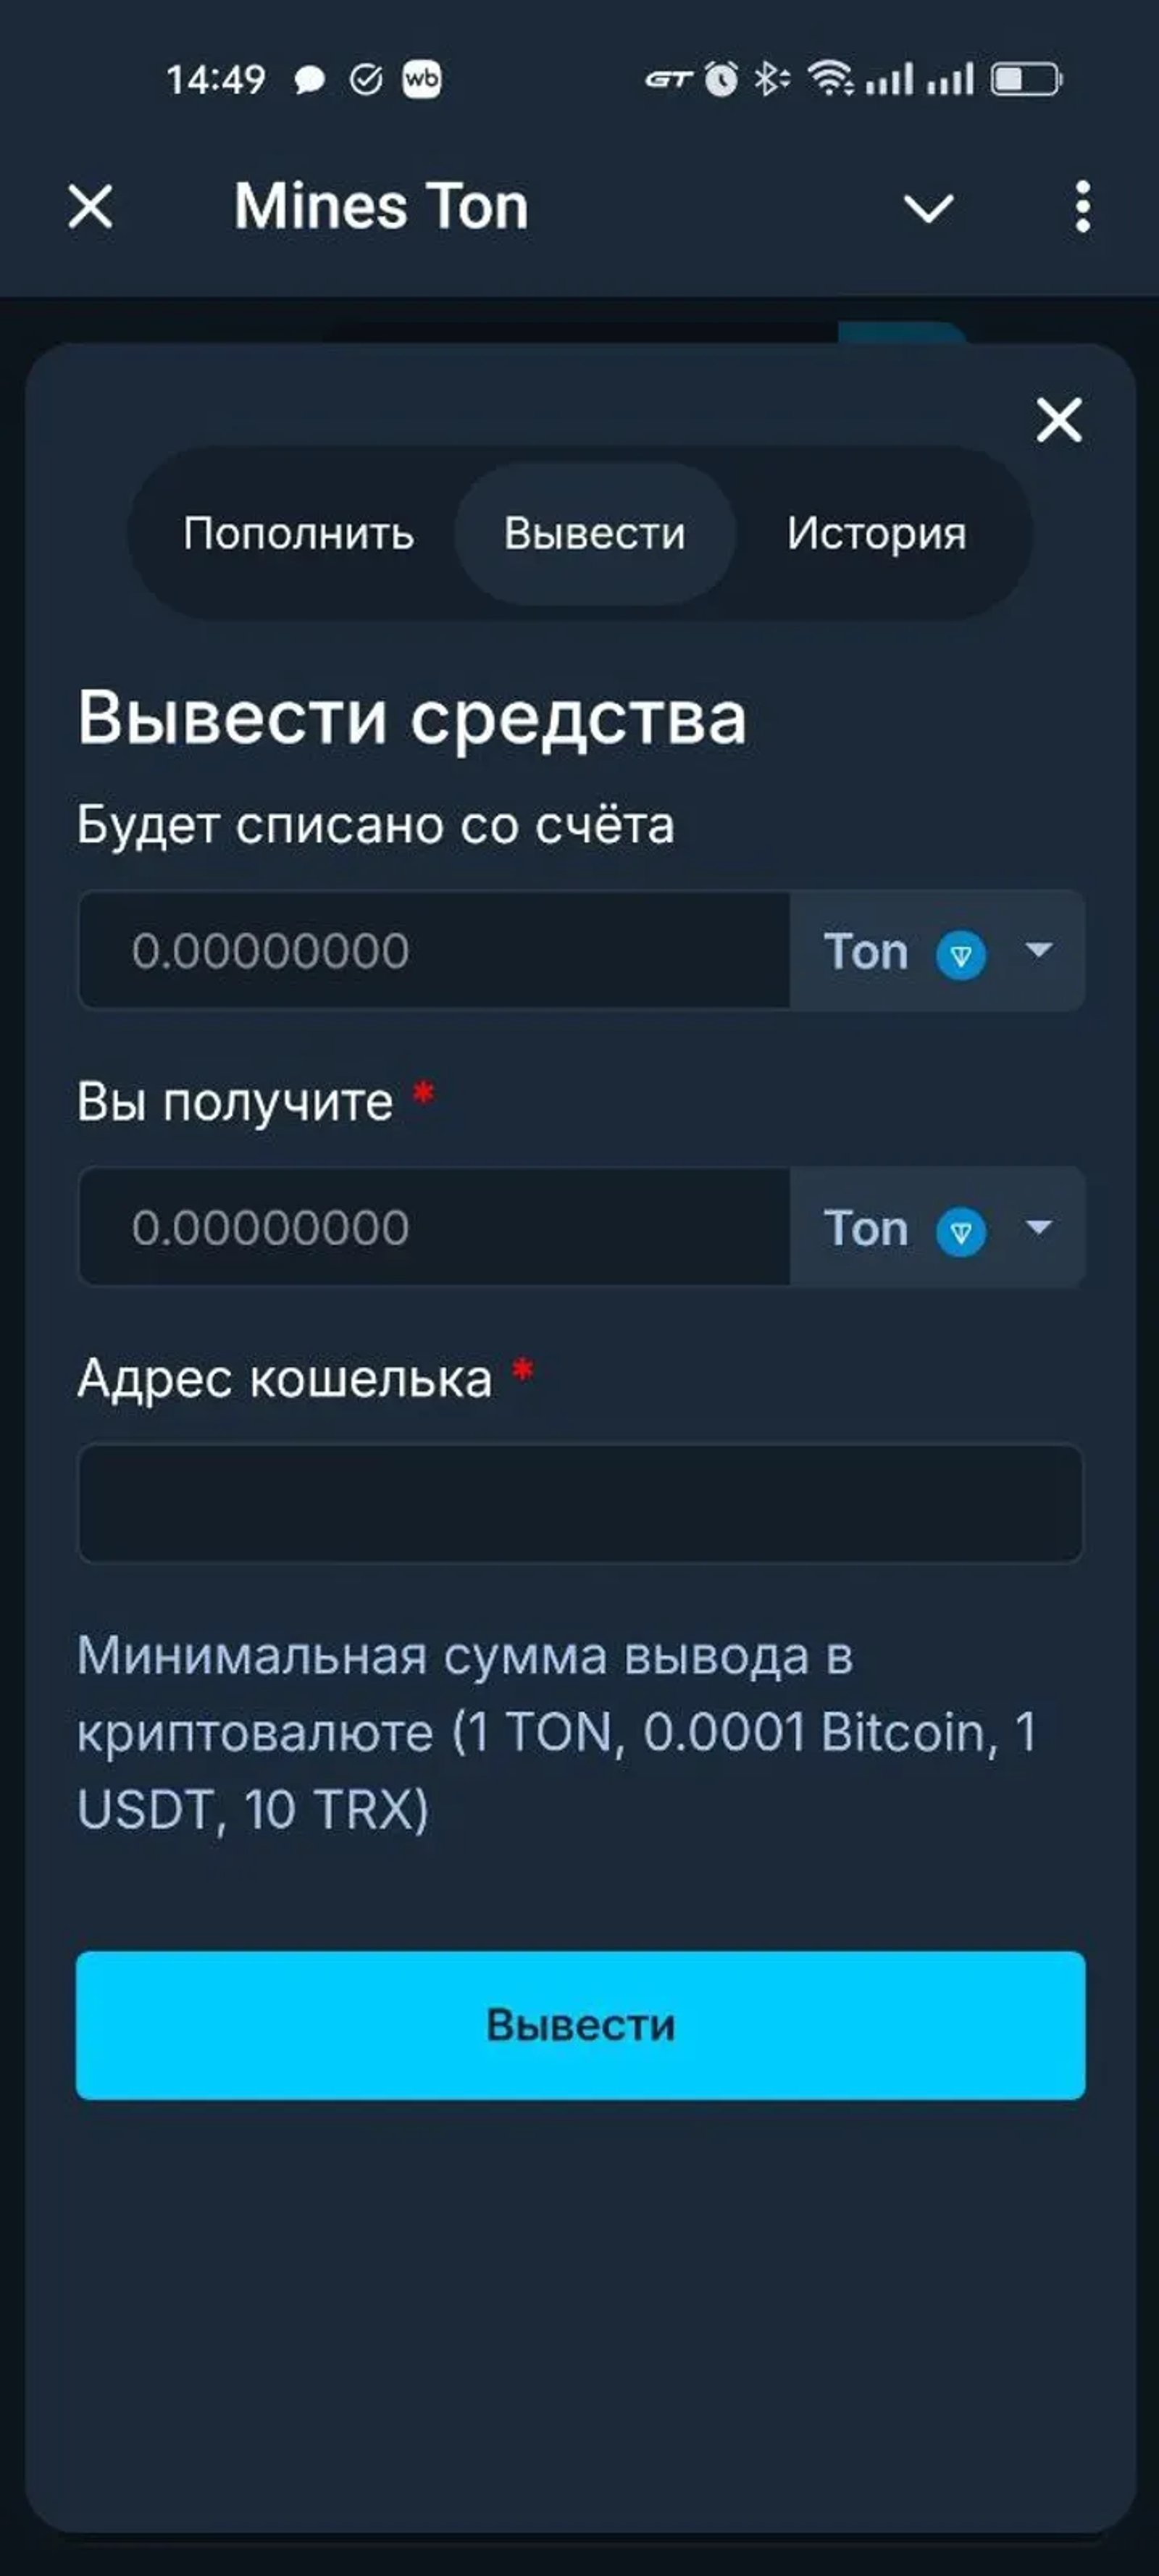 14:49 wb GT
Mines Ton
Пополнить Вывести История
Вывести средства
Будет списано со счёта
0.00000000 Ton
Вы получите *
0.00000000 Ton
Адрес кошелька *
Минимальная сумма вывода в
криптовалюте (1 TON, 0.0001 Bitcoin, 1
USDT, 10 TRX)
Вывести